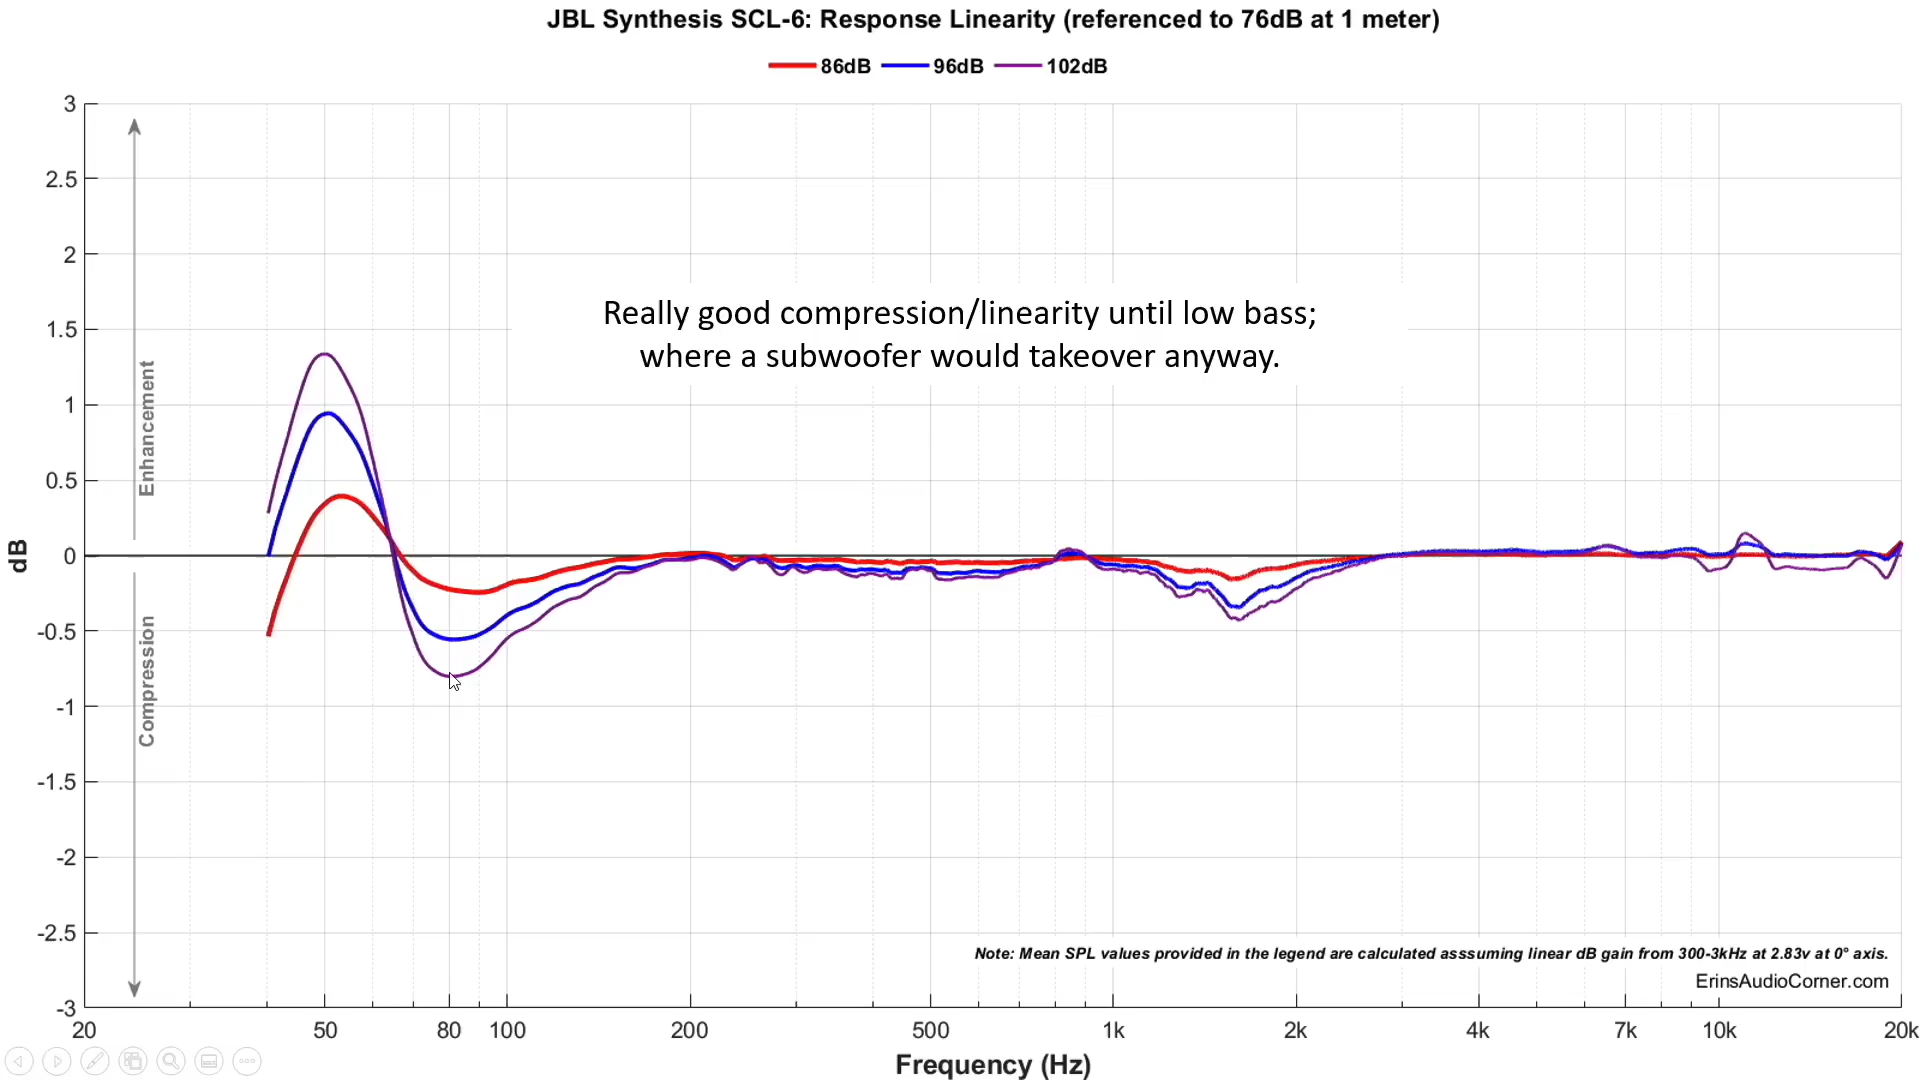 JBL Synthesis SCL-6: Response Linearity (referenced to 76dB at 1 meter)
86dB 96dB 102dB
3
2.5
2
1.5
1
0.5
0
-0.5
-1
-1.5
-2
-2.5
-3
dB
Enhancement
Compression
Really good compression/linearity until low bass;
where a subwoofer would takeover anyway.
Note: Mean SPL values provided in the legend are calculated asssuming linear dB gain from 300-3kHz at 2.83v at 0° axis.
ErinsAudioCorner.com
20 50 80 100 200 500 1k 2k 4k 7k 10k 20k
Frequency (Hz)